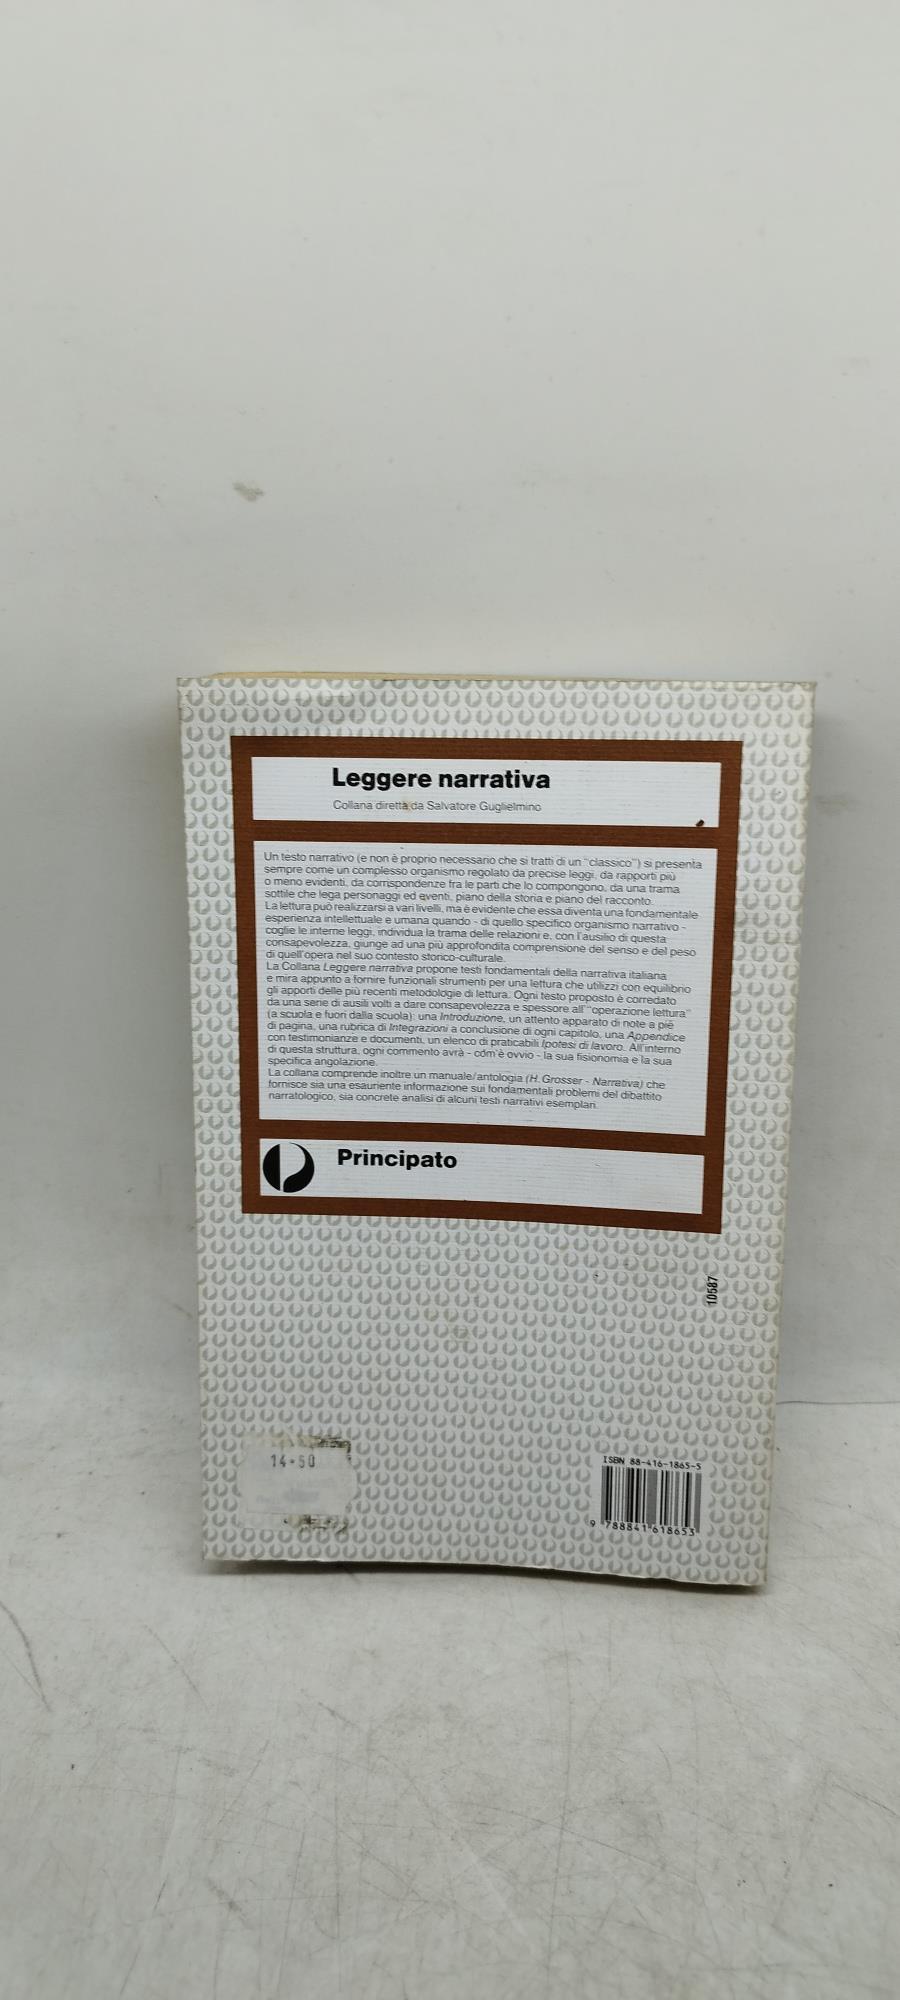 Leggere narrativa
Collana diretta da Salvatore Guglielmino
Un testo narrativo (e non è proprio necessario che si tratti di un "classico") si presenta
sempre come un complesso organismo regolato da precise leggi, da rapporti più
o meno evidenti, da corrispondenze fra le parti che lo compongono, da una trama
sottile che lega personaggi ed eventi, piano della storia e piano del racconto.
La lettura può realizzarsi a vari livelli, ma è evidente che essa diventa una fondamentale
esperienza intellettuale e umana quando - di quello specifico organismo narrativo -
coglie le interne leggi, individua la trama delle relazioni e, con l'ausilio di questa
consapevolezza, giunge ad una più approfondita comprensione del senso e del peso
di quell'opera nel suo contesto storico-culturale.
La Collana Leggere narrativa propone testi fondamentali della narrativa italiana
e mira appunto a fornire funzionali strumenti per una lettura che utilizzi con equilibrio
gli apporti delle più recenti metodologie di lettura. Ogni testo proposto è corredato
da una serie di ausili volti a dare consapevolezza e spessore all'"operazione lettura"
(a scuola e fuori dalla scuola): una Introduzione, un attento apparato di note a piè
di pagina, una rubrica di Integrazioni a conclusione di ogni capitolo, una Appendice
con testimonianze e documenti, un elenco di praticabili Ipotesi di lavoro. All'interno
di questa struttura, ogni commento avrà - com'è ovvio - la sua fisionomia e la sua
specifica angolazione.
La collana comprende inoltre un manuale/antologia (H. Grosser - Narrativa) che
fornisce sia una esauriente informazione sui fondamentali problemi del dibattito
narratologico, sia concrete analisi di alcuni testi narrativi esemplari.
Principato
10587
14.50
ISBN 88-416-1865-5
9 788841 618653